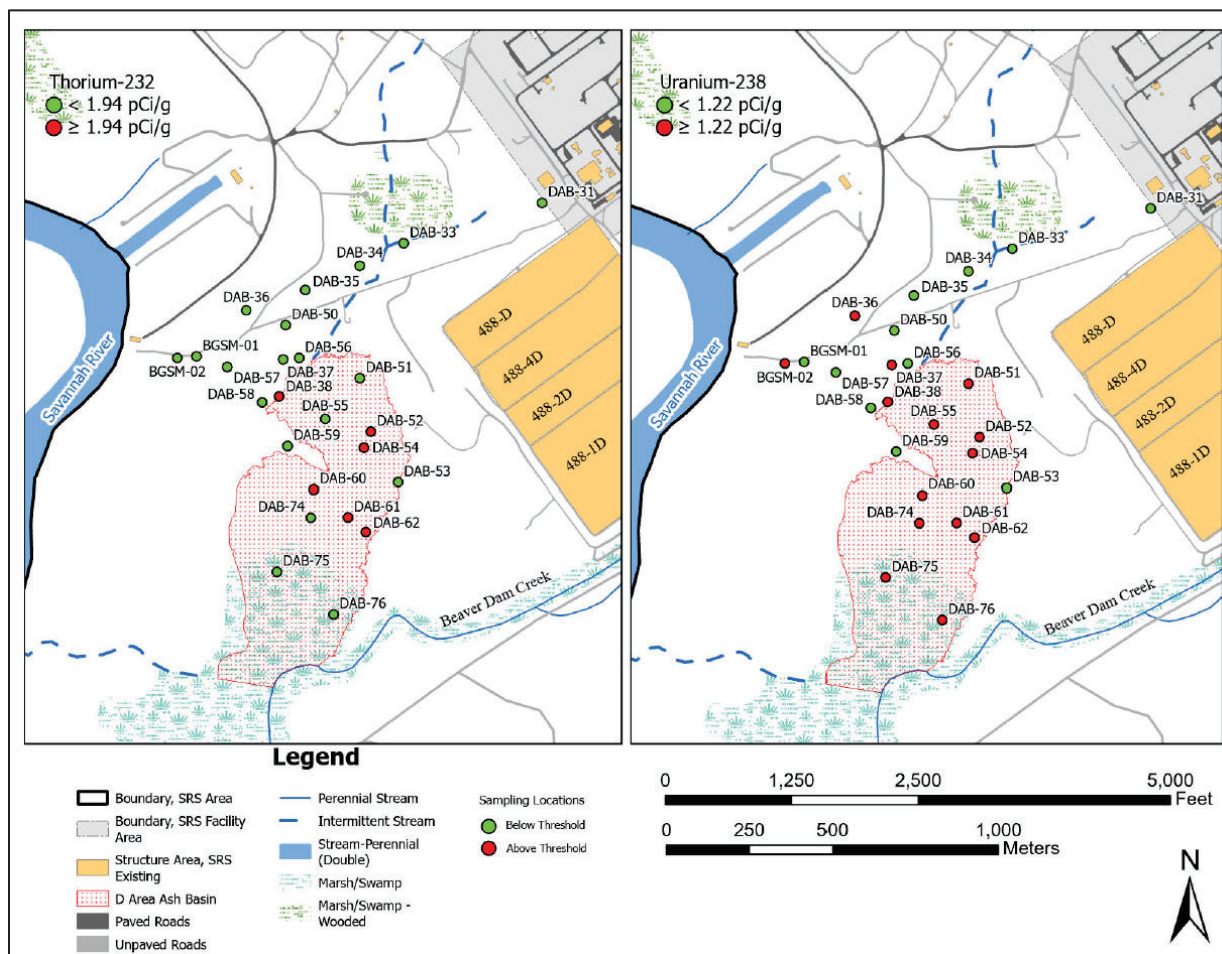 Thorium-232
< 1.94 pCi/g
≥ 1.94 pCi/g
DAB-31
DAB-33
DAB-34
DAB-35
DAB-36
DAB-50
BGSM-01
DAB-56
BGSM-02
DAB-57
DAB-37
DAB-51
DAB-58
DAB-38
DAB-55
DAB-52
DAB-59
DAB-54
DAB-53
DAB-60
DAB-74
DAB-61
DAB-62
DAB-75
DAB-76
Savannah River
488-D
488-4D
488-2D
488-1D
Beaver Dam Creek
Uranium-238
< 1.22 pCi/g
≥ 1.22 pCi/g
DAB-31
DAB-33
DAB-34
DAB-35
DAB-36
DAB-50
BGSM-01
DAB-56
BGSM-02
DAB-57
DAB-37
DAB-51
DAB-58
DAB-38
DAB-55
DAB-52
DAB-59
DAB-54
DAB-53
DAB-60
DAB-74
DAB-61
DAB-62
DAB-75
DAB-76
Savannah River
488-D
488-4D
488-2D
488-1D
Beaver Dam Creek
Legend
Boundary, SRS Area
Boundary, SRS Facility
Area
Structure Area, SRS
Existing
D Area Ash Basin
Paved Roads
Unpaved Roads
Perennial Stream
Intermittent Stream
Stream-Perennial
(Double)
Marsh/Swamp
Marsh/Swamp -
Wooded
Sampling Locations
Below Threshold
Above Threshold
0 1,250 2,500 5,000
Feet
0 250 500 1,000
Meters
N